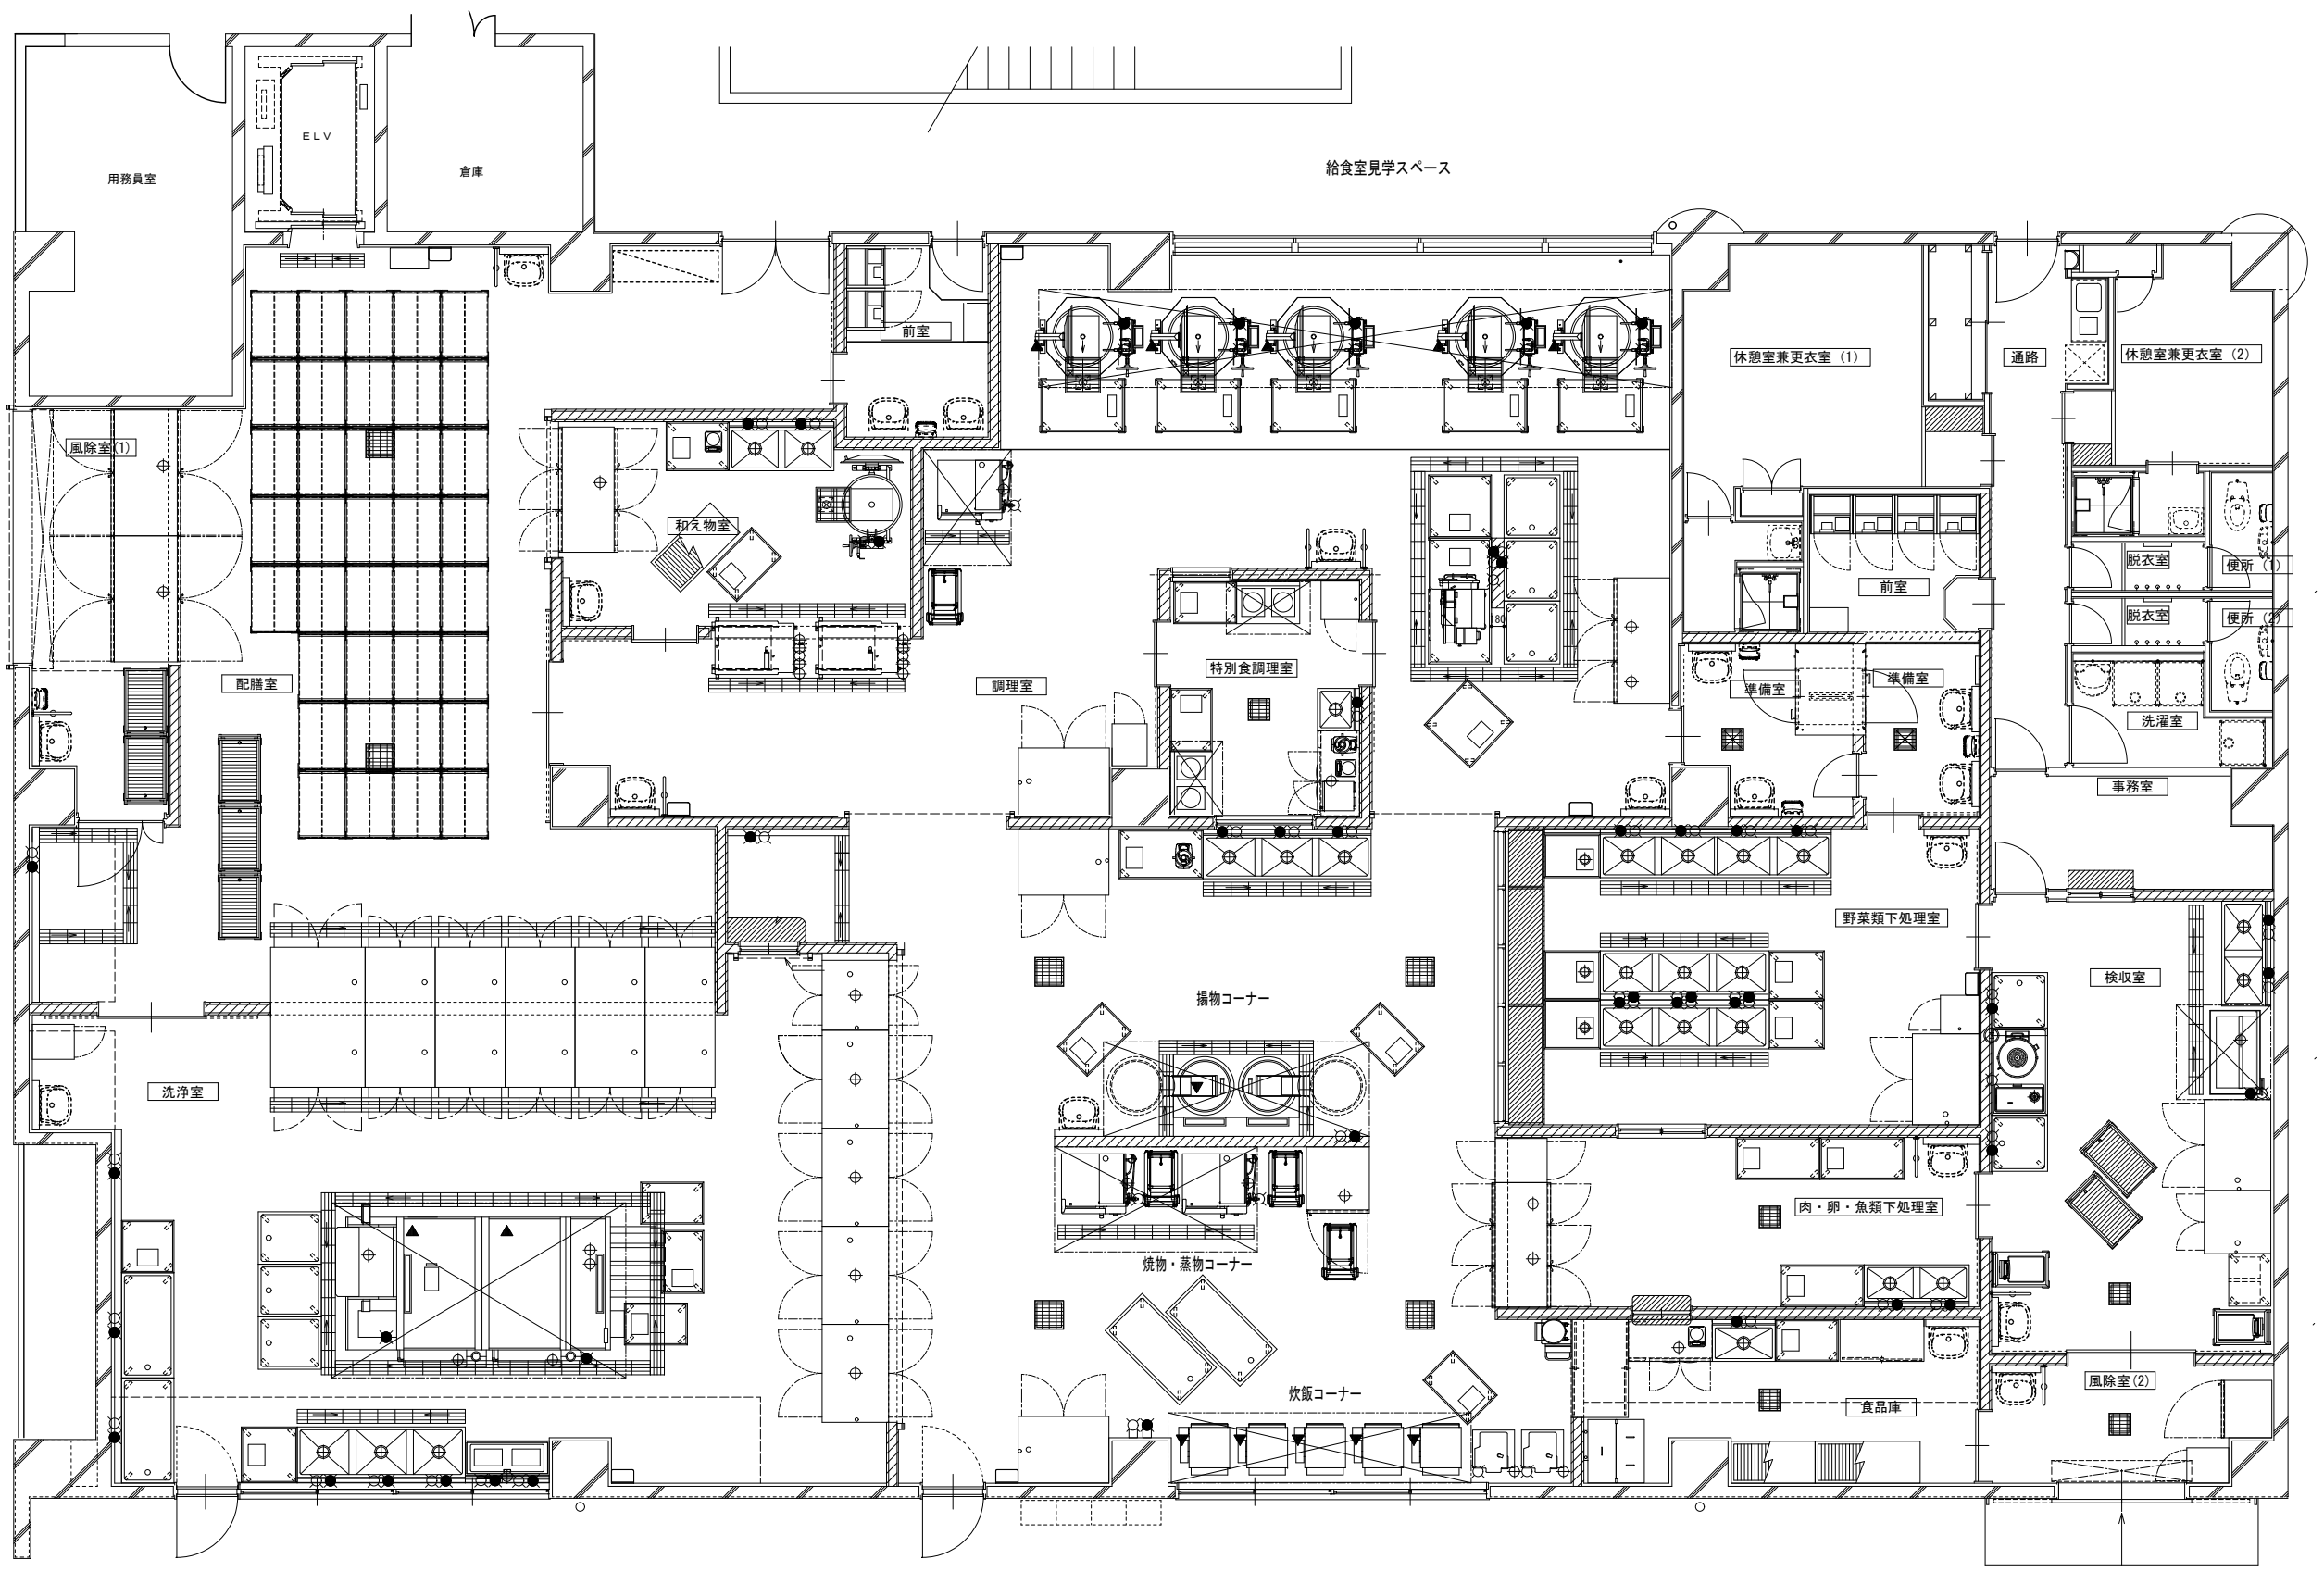 ELV
用務員室
倉庫
給食室見学スペース
前室
休憩室兼更衣室(1)
通路
休憩室兼更衣室(2)
風除室(1)
和え物室
脱衣室
便所(1)
前室
脱衣室
便所(2)
180
特別食調理室
配膳室
調理室
準備室
準備室
洗濯室
事務室
野菜類下処理室
検収室
揚物コーナー
洗浄室
肉・卵・魚類下処理室
焼物・蒸物コーナー
風除室(2)
炊飯コーナー
食品庫